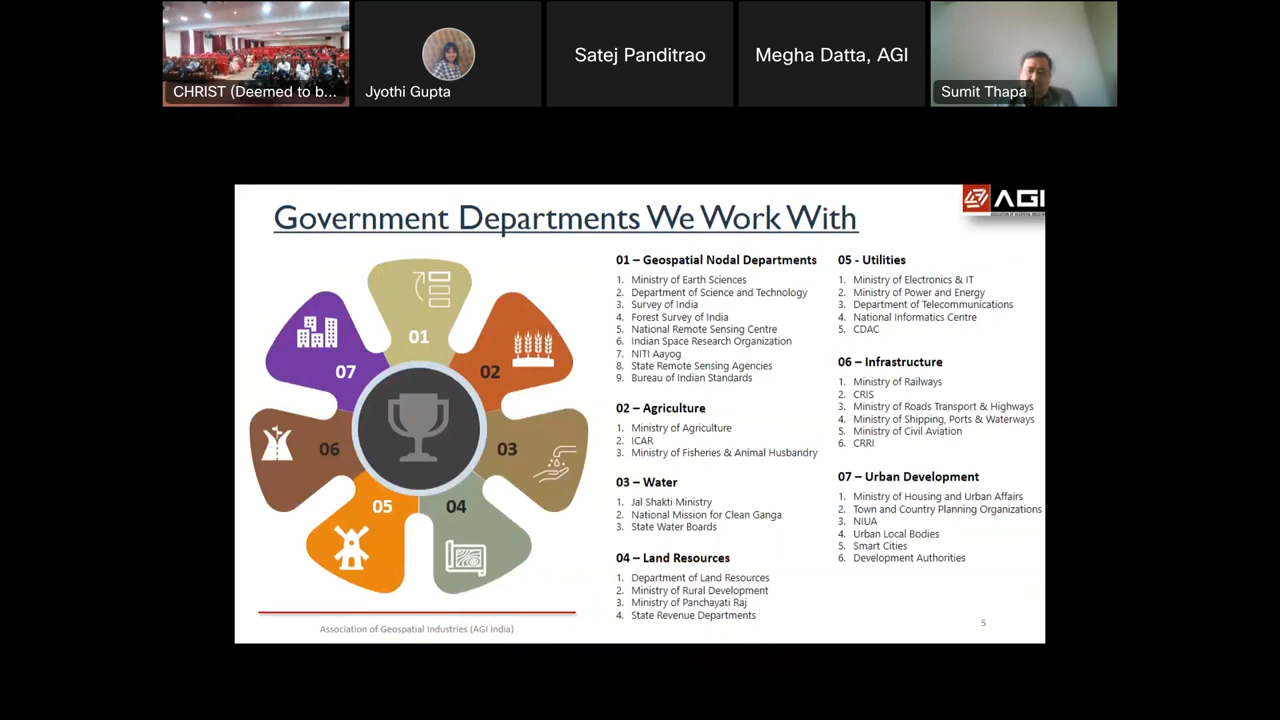 CHRIST (Deemed to b...
Jyothi Gupta
Satej Panditrao
Megha Datta, AGI
Sumit Thapa
Government Departments We Work With
AGI
01
02
03
04
05
06
07
01 – Geospatial Nodal Departments
1. Ministry of Earth Sciences
2. Department of Science and Technology
3. Survey of India
4. Forest Survey of India
5. National Remote Sensing Centre
6. Indian Space Research Organization
7. NITI Aayog
8. State Remote Sensing Agencies
9. Bureau of Indian Standards
02 – Agriculture
1. Ministry of Agriculture
2. ICAR
3. Ministry of Fisheries & Animal Husbandry
03 – Water
1. Jal Shakti Ministry
2. National Mission for Clean Ganga
3. State Water Boards
04 – Land Resources
1. Department of Land Resources
2. Ministry of Rural Development
3. Ministry of Panchayati Raj
4. State Revenue Departments
05 - Utilities
1. Ministry of Electronics & IT
2. Ministry of Power and Energy
3. Department of Telecommunications
4. National Informatics Centre
5. CDAC
06 – Infrastructure
1. Ministry of Railways
2. CRIS
3. Ministry of Roads Transport & Highways
4. Ministry of Shipping, Ports & Waterways
5. Ministry of Civil Aviation
6. CRRI
07 – Urban Development
1. Ministry of Housing and Urban Affairs
2. Town and Country Planning Organizations
3. NIUA
4. Urban Local Bodies
5. Smart Cities
6. Development Authorities
Association of Geospatial Industries (AGI India)
5